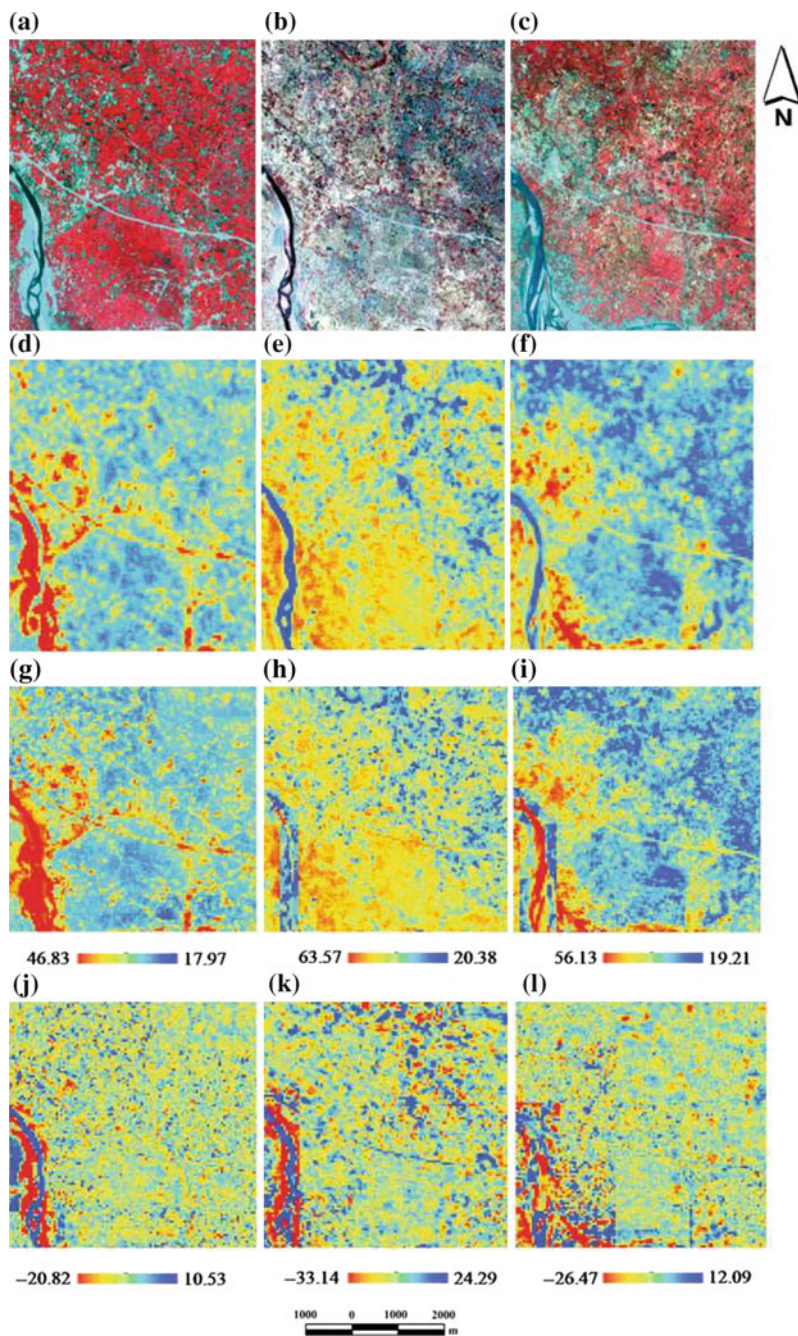 (a) (b) (c)
N
(d) (e) (f)
(g) (h) (i)
46.83 17.97 63.57 20.38 56.13 19.21
(j) (k) (l)
−20.82 10.53 −33.14 24.29 −26.47 12.09
1000 0 1000 2000
m